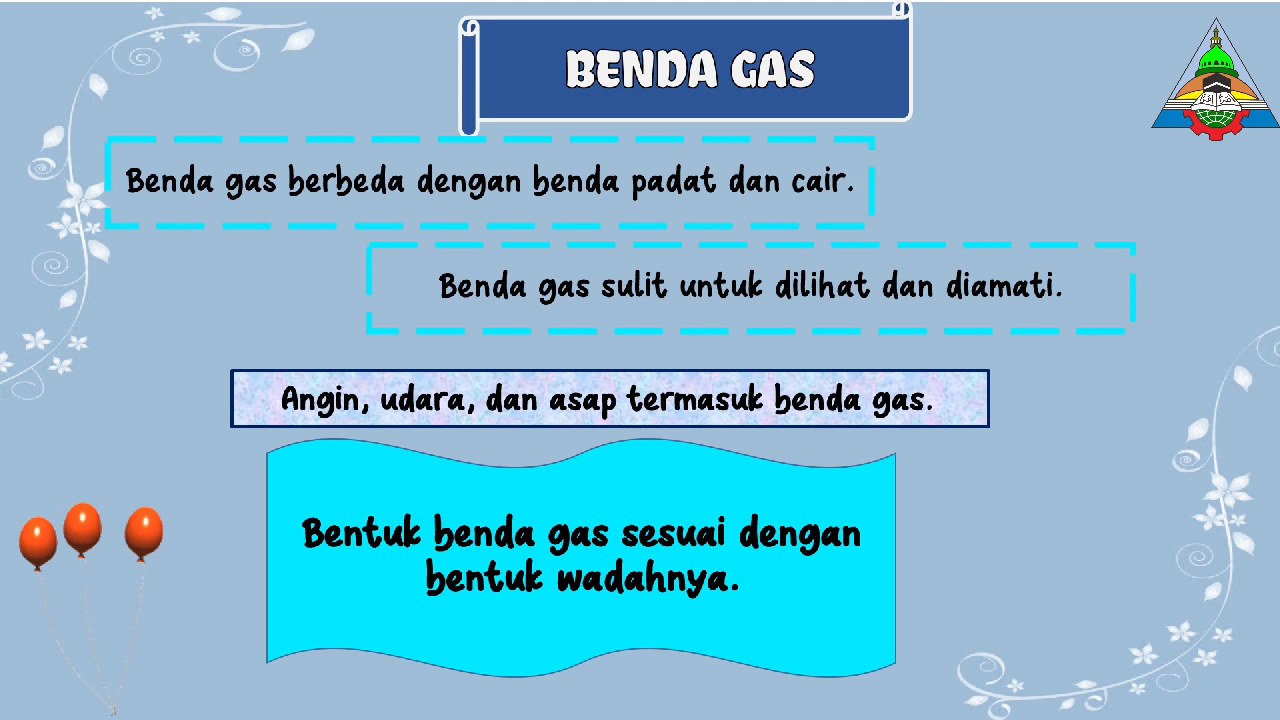 BENDA GAS
Benda gas berbeda dengan benda padat dan cair.
Benda gas sulit untuk dilihat dan diamati.
Angin, udara, dan asap termasuk benda gas.
Bentuk benda gas sesuai dengan
bentuk wadahnya.